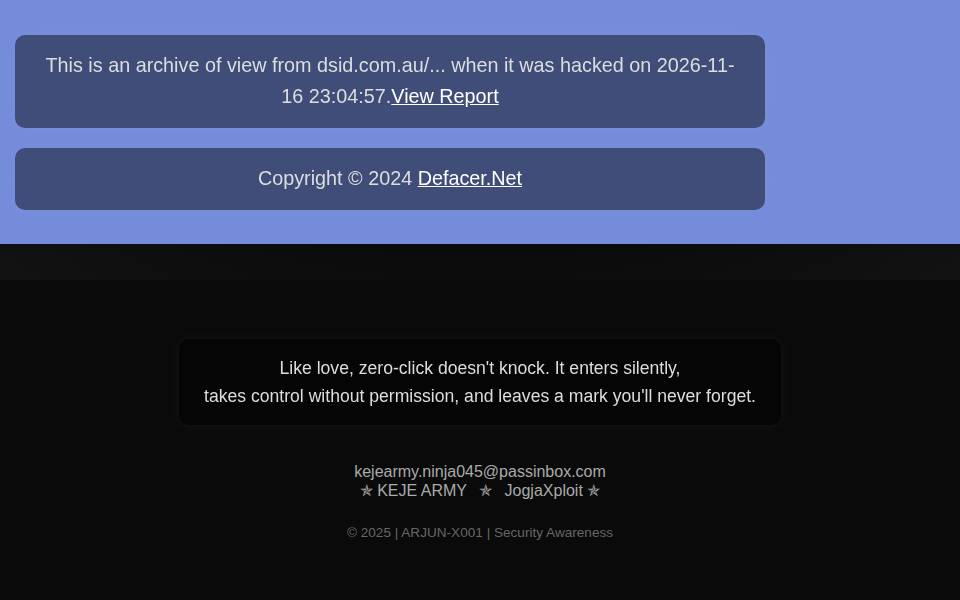 This is an archive of view from dsid.com.au/... when it was hacked on 2026-11-
16 23:04:57.View Report
Copyright © 2024 Defacer.Net
Like love, zero-click doesn't knock. It enters silently,
takes control without permission, and leaves a mark you'll never forget.
kejearmy.ninja045@passinbox.com
✯ KEJE ARMY ✯ JogjaXploit ✯
© 2025 | ARJUN-X001 | Security Awareness